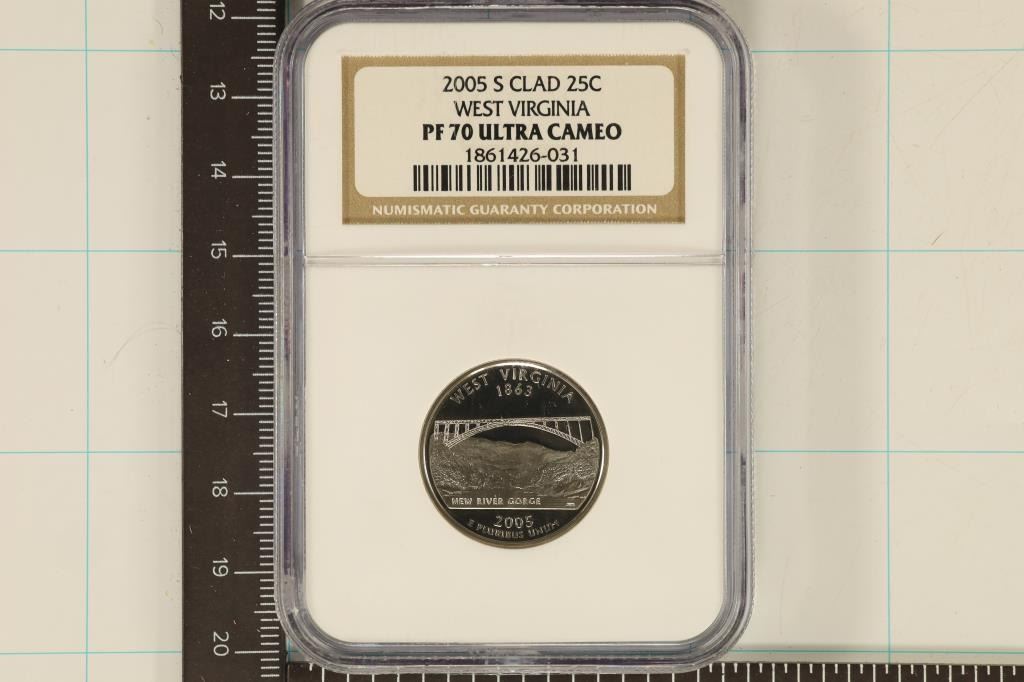 2005 S CLAD 25C
WEST VIRGINIA
PF 70 ULTRA CAMEO
1861426-031
NUMISMATIC GUARANTY CORPORATION
WEST VIRGINIA
1863
NEW RIVER GORGE
2005
E PLURIBUS UNUM
12
13
14
15
16
17
18
19
20